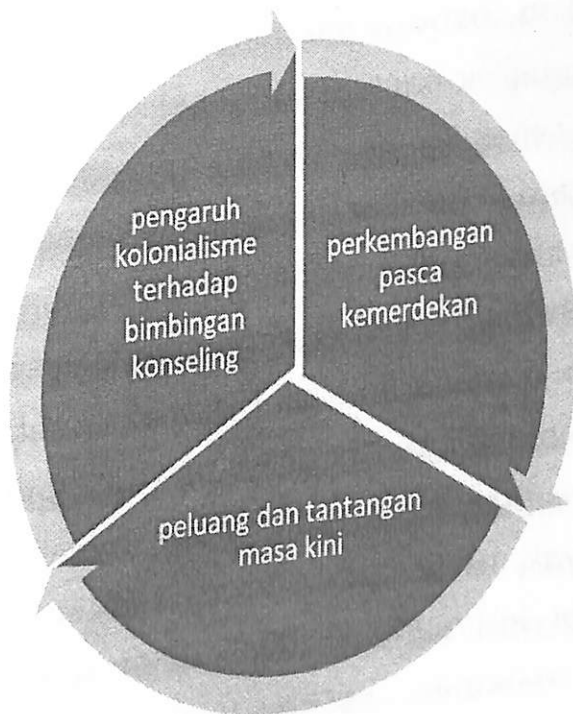 pengaruh
kolonialisme
terhadap
bimbingan
konseling
perkembangan
pasca
kemerdekan
peluang dan tantangan
masa kini